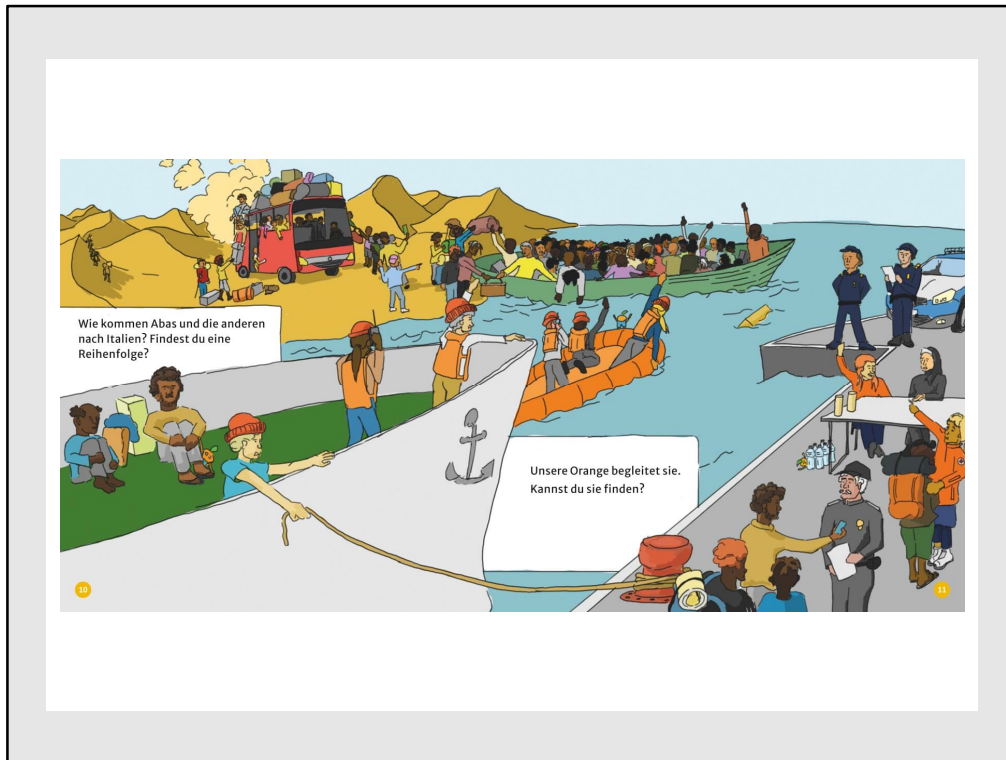 Wie kommen Abas und die anderen
nach Italien? Findest du eine
Reihenfolge?
Unsere Orange begleitet sie.
Kannst du sie finden?
10
11